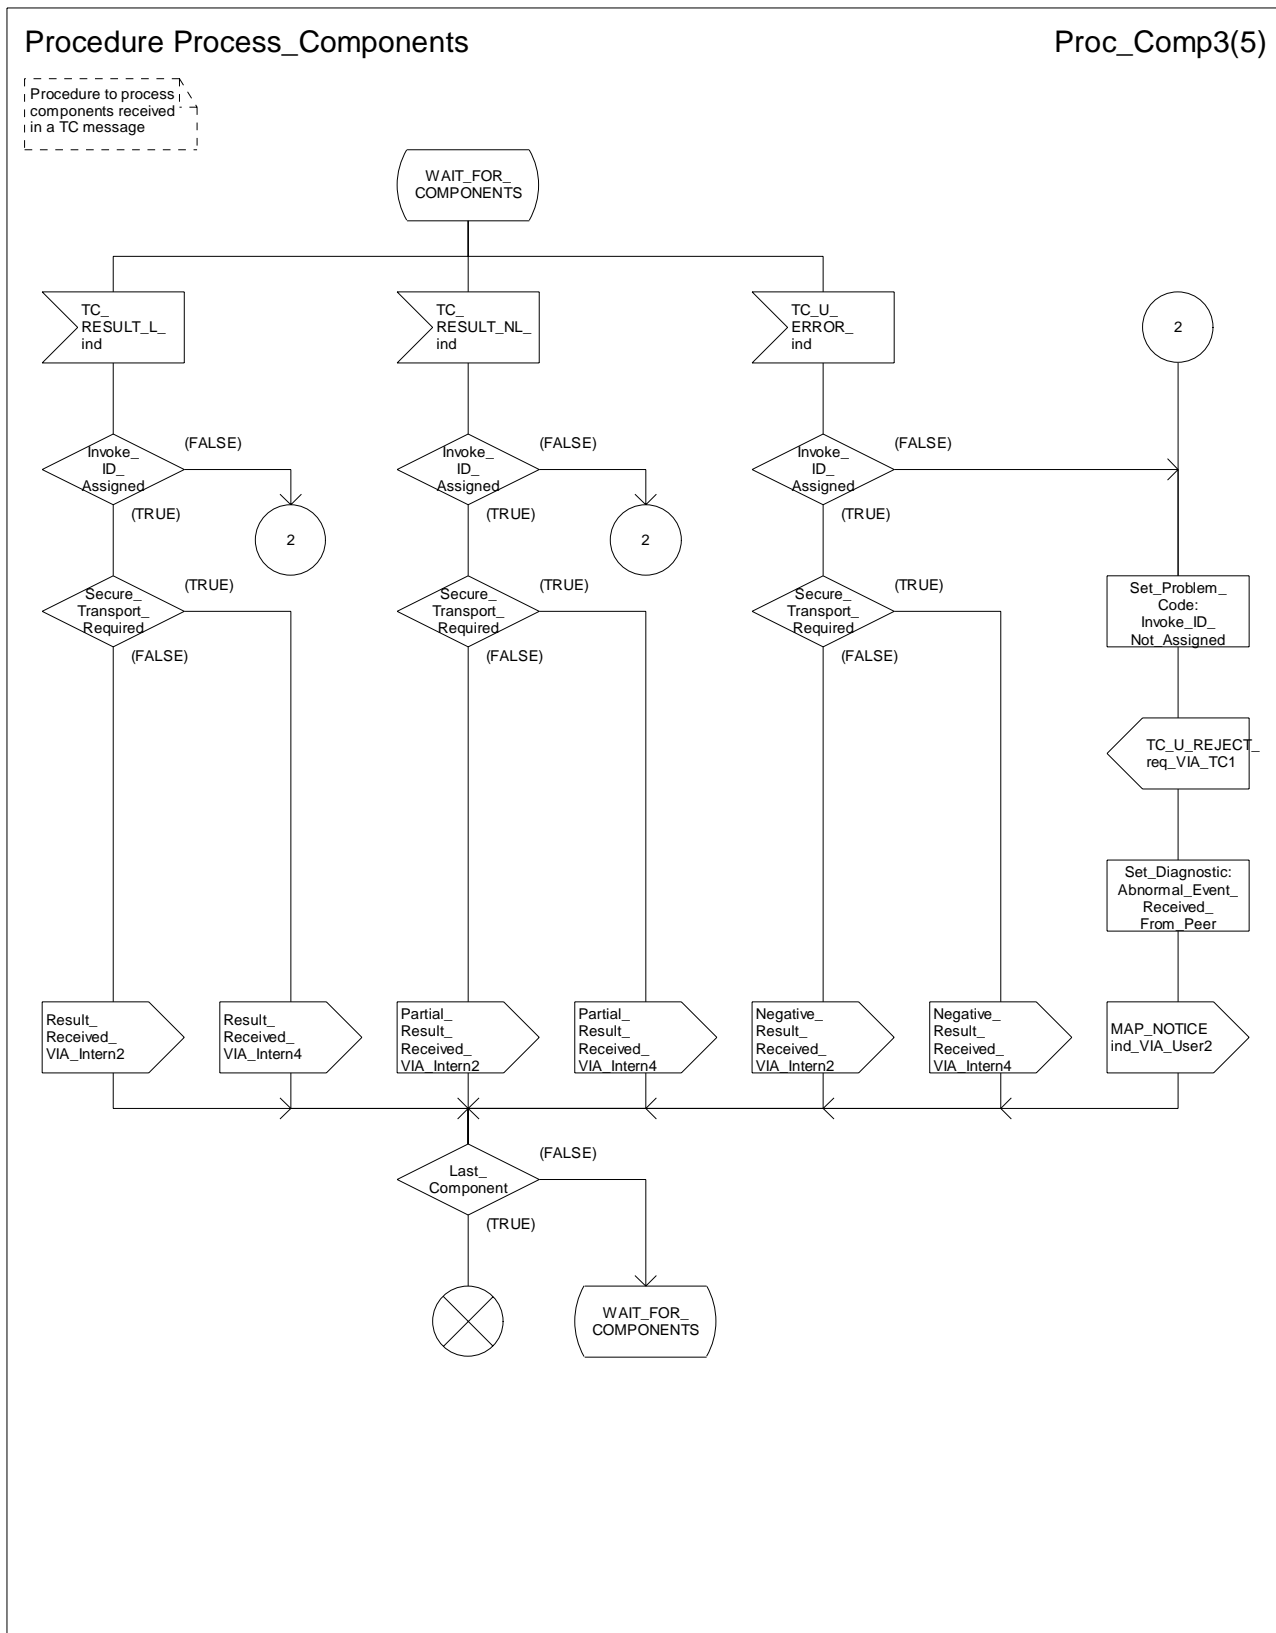 Procedure Process_Components
Proc_Comp3(5)
Procedure to process
components received
in a TC message
WAIT_FOR_
COMPONENTS
TC_
RESULT_L_
ind
TC_
RESULT_NL_
ind
TC_U_
ERROR_
ind
2
Invoke_
ID_
Assigned
(FALSE)
(TRUE)
2
Invoke_
ID_
Assigned
(FALSE)
(TRUE)
2
Invoke_
ID_
Assigned
(FALSE)
(TRUE)
Secure_
Transport_
Required
(TRUE)
(FALSE)
Secure_
Transport_
Required
(TRUE)
(FALSE)
Secure_
Transport_
Required
(TRUE)
(FALSE)
Set_Problem_
Code:
Invoke_ID_
Not_Assigned
TC_U_REJECT_
req_VIA_TC1
Set_Diagnostic:
Abnormal_Event_
Received_
From_Peer
Result_
Received_
VIA_Intern2
Result_
Received_
VIA_Intern4
Partial_
Result_
Received_
VIA_Intern2
Partial_
Result_
Received_
VIA_Intern4
Negative_
Result_
Received_
VIA_Intern2
Negative_
Result_
Received_
VIA_Intern4
MAP_NOTICE
ind_VIA_User2
Last_
Component
(FALSE)
(TRUE)
WAIT_FOR_
COMPONENTS